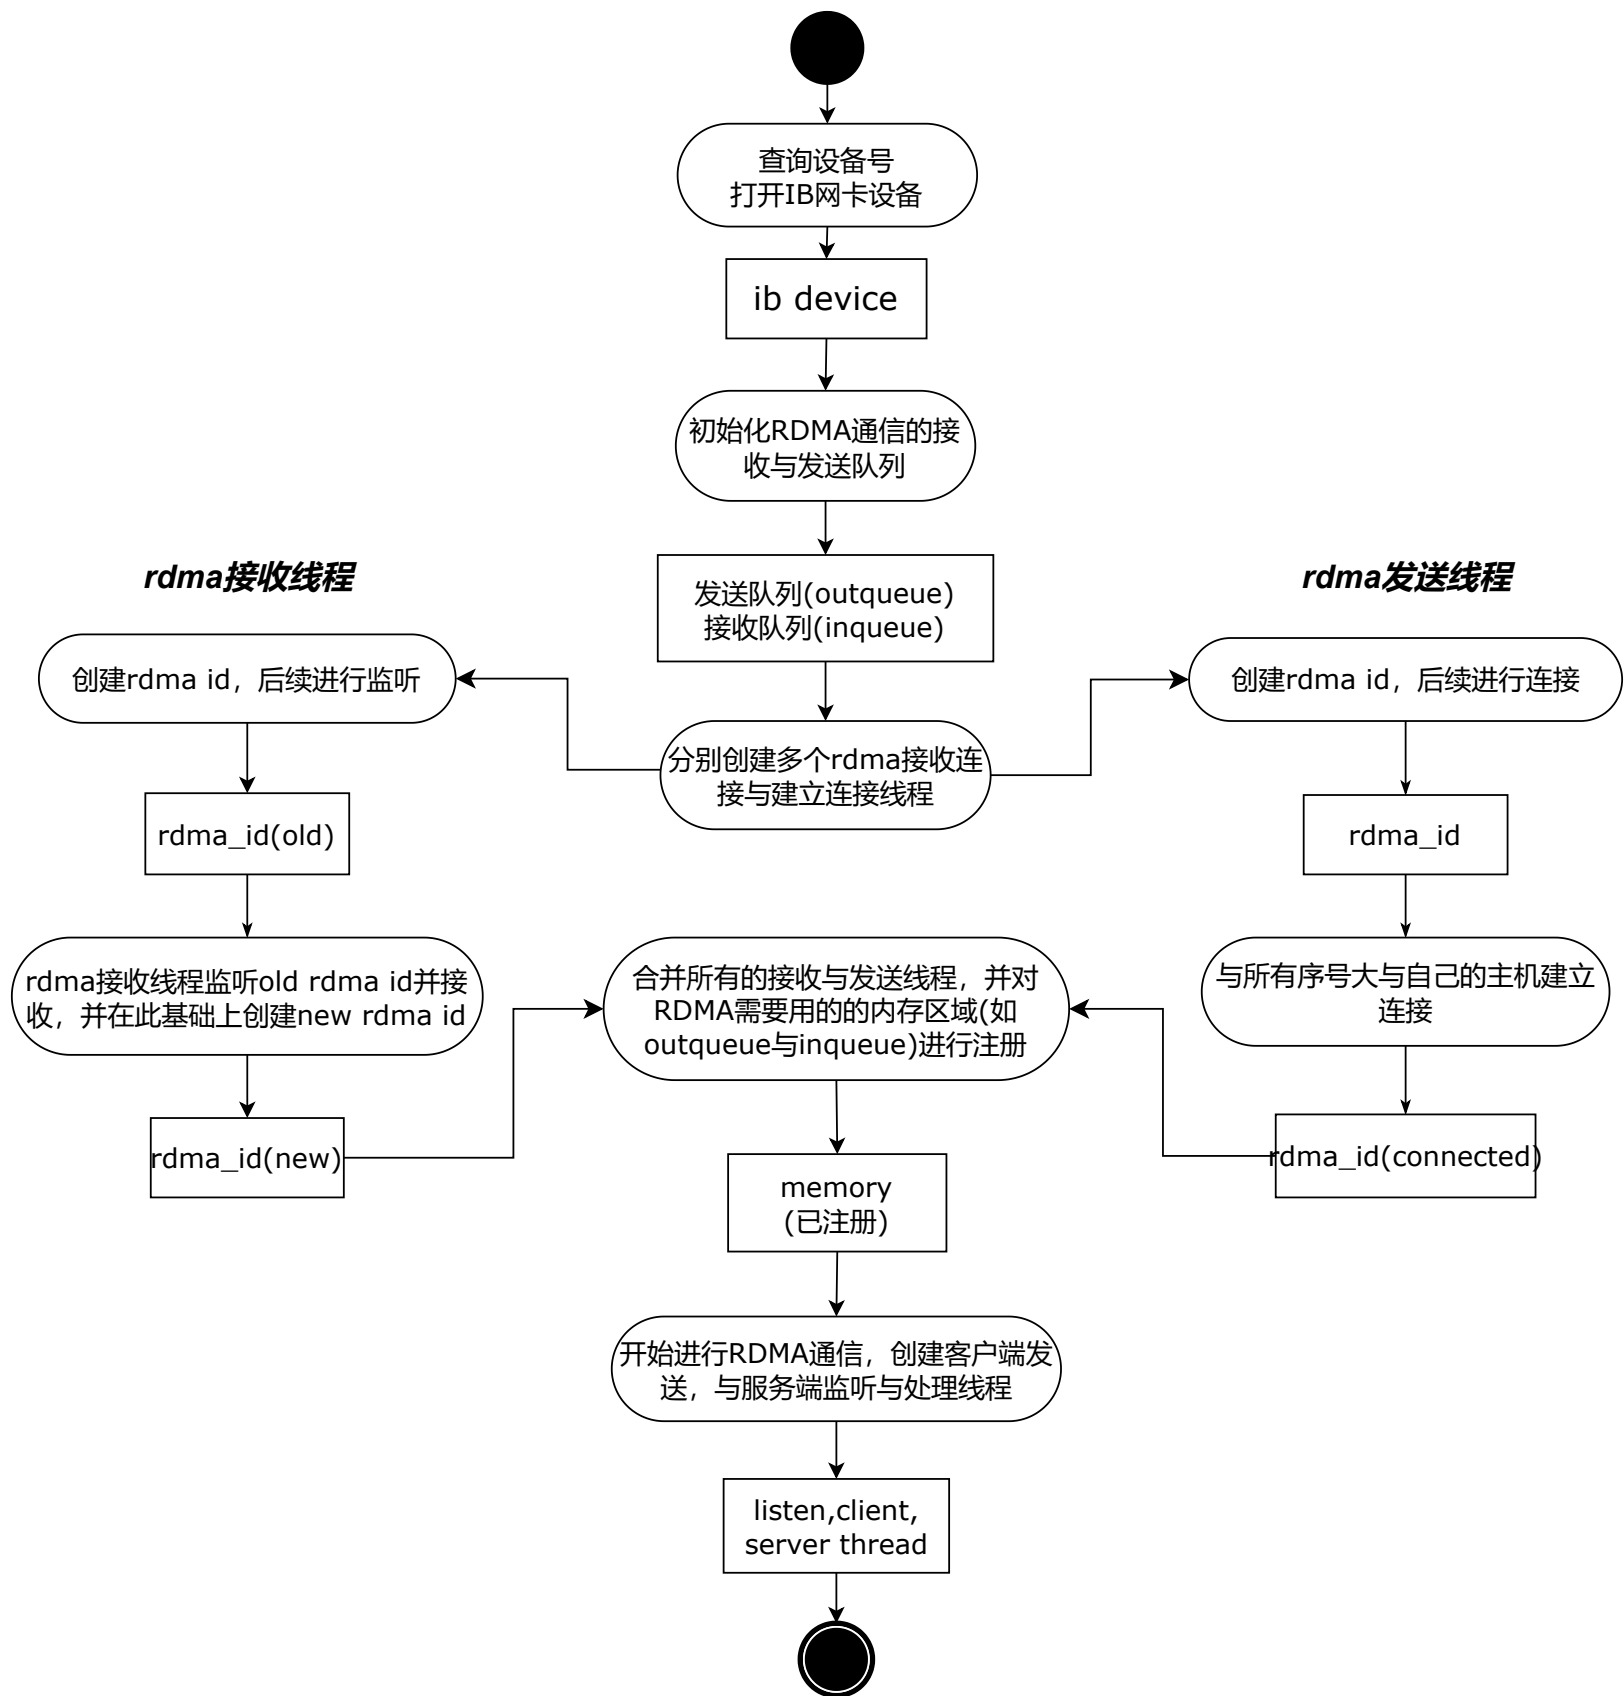 查询设备号
打开IB网卡设备
ib device
初始化RDMA通信的接
收与发送队列
发送队列(outqueue)
接收队列(inqueue)
分别创建多个rdma接收连
接与建立连接线程
rdma接收线程
创建rdma id，后续进行监听
rdma_id(old)
rdma接收线程监听old rdma id并接
收，并在此基础上创建new rdma id
rdma_id(new)
rdma发送线程
创建rdma id，后续进行连接
rdma_id
与所有序号大与自己的主机建立
连接
rdma_id(connected)
合并所有的接收与发送线程，并对
RDMA需要用的的内存区域(如
outqueue与inqueue)进行注册
memory
(已注册)
开始进行RDMA通信，创建客户端发
送，与服务端监听与处理线程
listen,client,
server thread